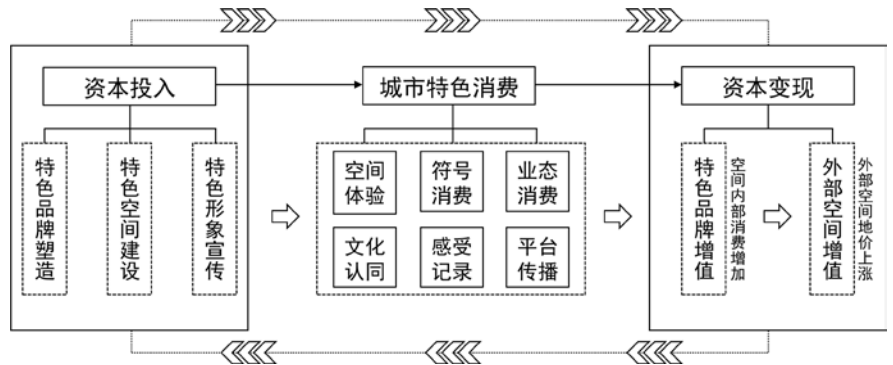 资本投入
城市特色消费
资本变现
特色品牌塑造
特色空间建设
特色形象宣传
空间
体验
符号
消费
业态
消费
文化
认同
感受
记录
平台
传播
特色品牌增值
空间内部消费增加
外部空间增值
外部空间地价上涨